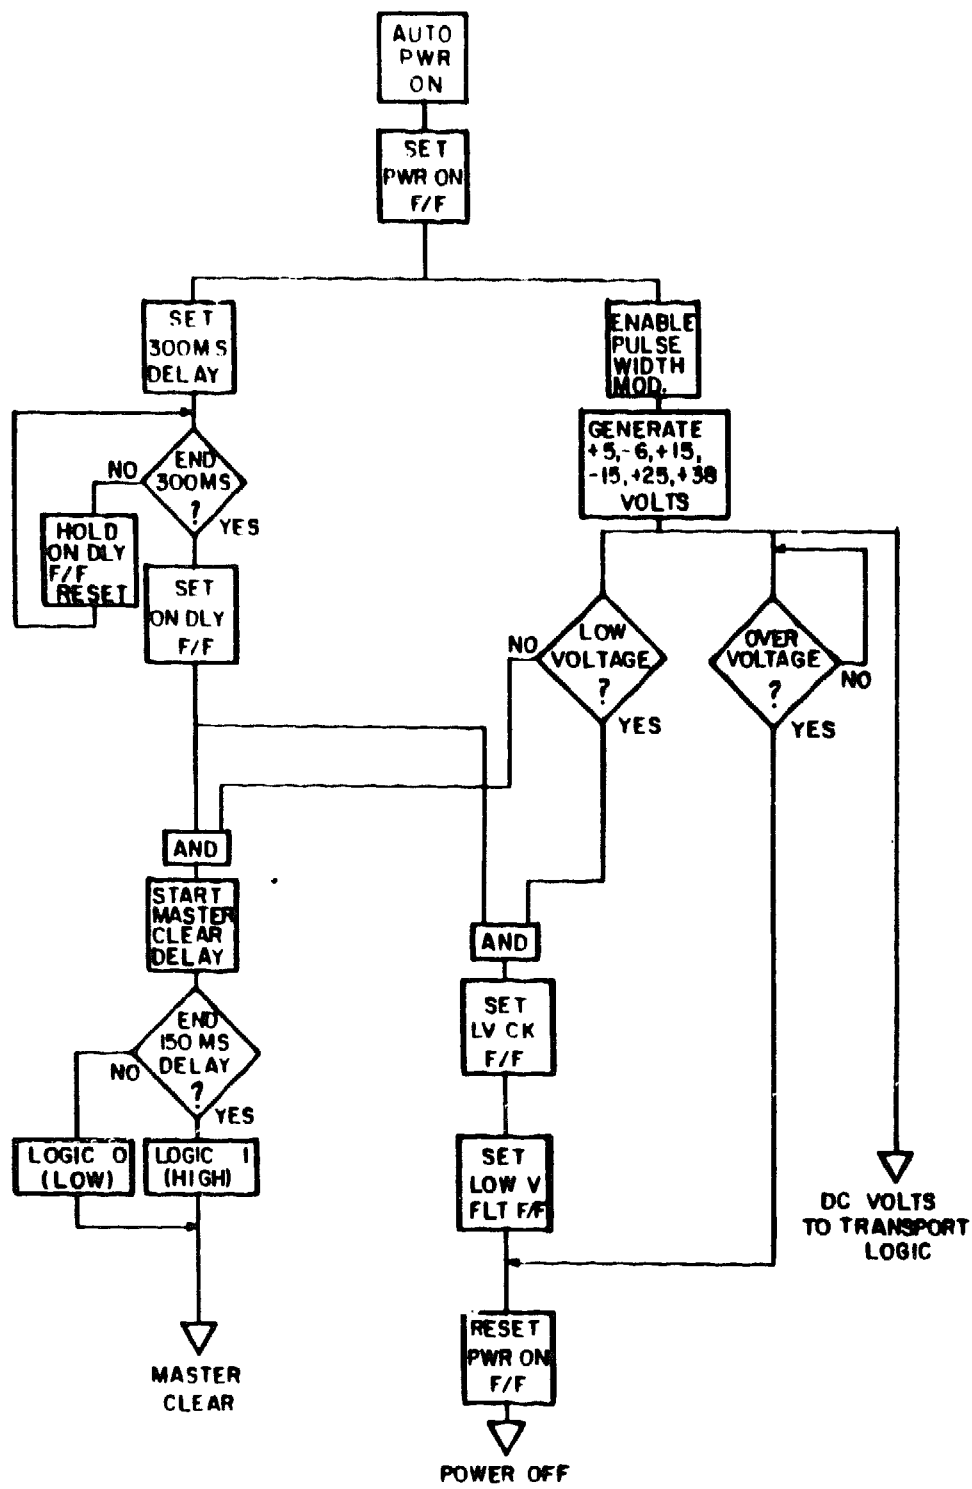 AUTO
PWR
ON
SET
PWR ON
F/F
SET
300MS
DELAY
ENABLE
PULSE
WIDTH
MOD.
GENERATE
+5,-6,+15,
-15,+25,+38
VOLTS
END
300MS
?
NO
YES
HOLD
ON DLY
F/F
RESET
SET
ON DLY
F/F
LOW
VOLTAGE
?
NO
YES
OVER
VOLTAGE
?
NO
YES
AND
START
MASTER
CLEAR
DELAY
AND
SET
LV CK
F/F
END
150 MS
DELAY
?
NO
YES
LOGIC 0
(LOW)
LOGIC 1
(HIGH)
SET
LOW V
FLT F/F
DC VOLTS
TO TRANSPORT
LOGIC
RESET
PWR ON
F/F
MASTER
CLEAR
POWER OFF